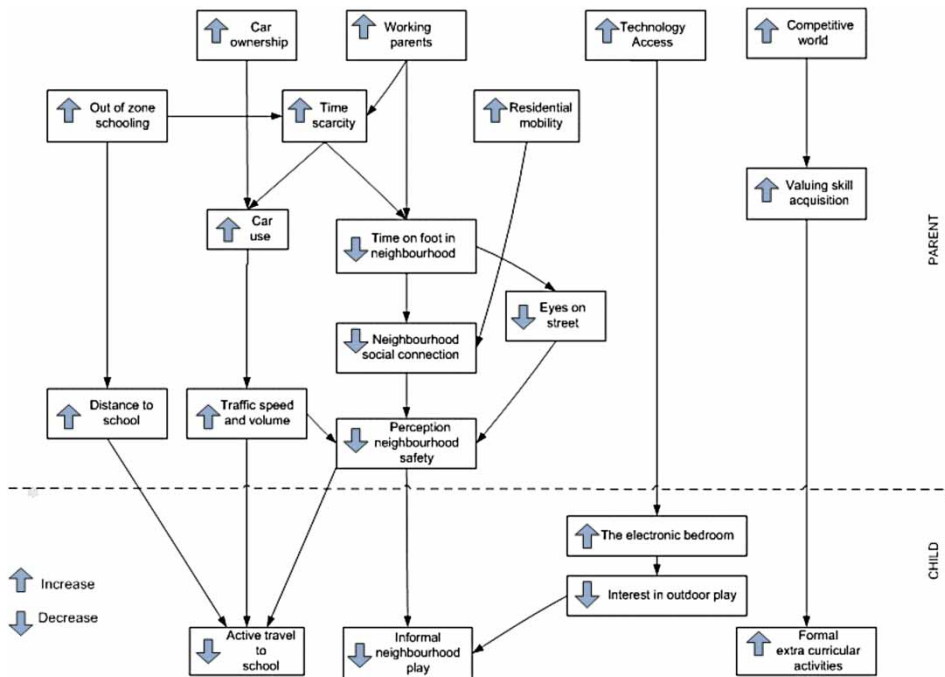 Car
ownership
Working
parents
Technology
Access
Competitive
world
Out of zone
schooling
Time
scarcity
Residential
mobility
Valuing skill
acquisition
Car
use
Time on foot in
neighbourhood
Eyes on
street
Neighbourhood
social connection
Distance to
school
Traffic speed
and volume
Perception
neighbourhood
safety
PARENT
The electronic bedroom
Interest in outdoor play
CHILD
Increase
Decrease
Active travel
to
school
Informal
neighbourhood
play
Formal
extra curricular
activities